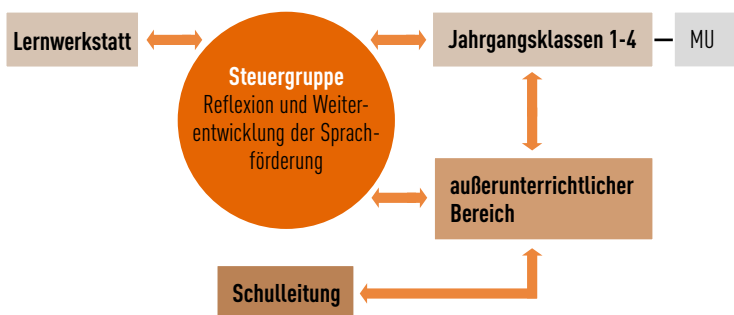 Lernwerkstatt
Steuergruppe
Reflexion und Weiter-
entwicklung der Sprach-
förderung
Jahrgangsklassen 1-4
MU
außerunterrichtlicher
Bereich
Schulleitung